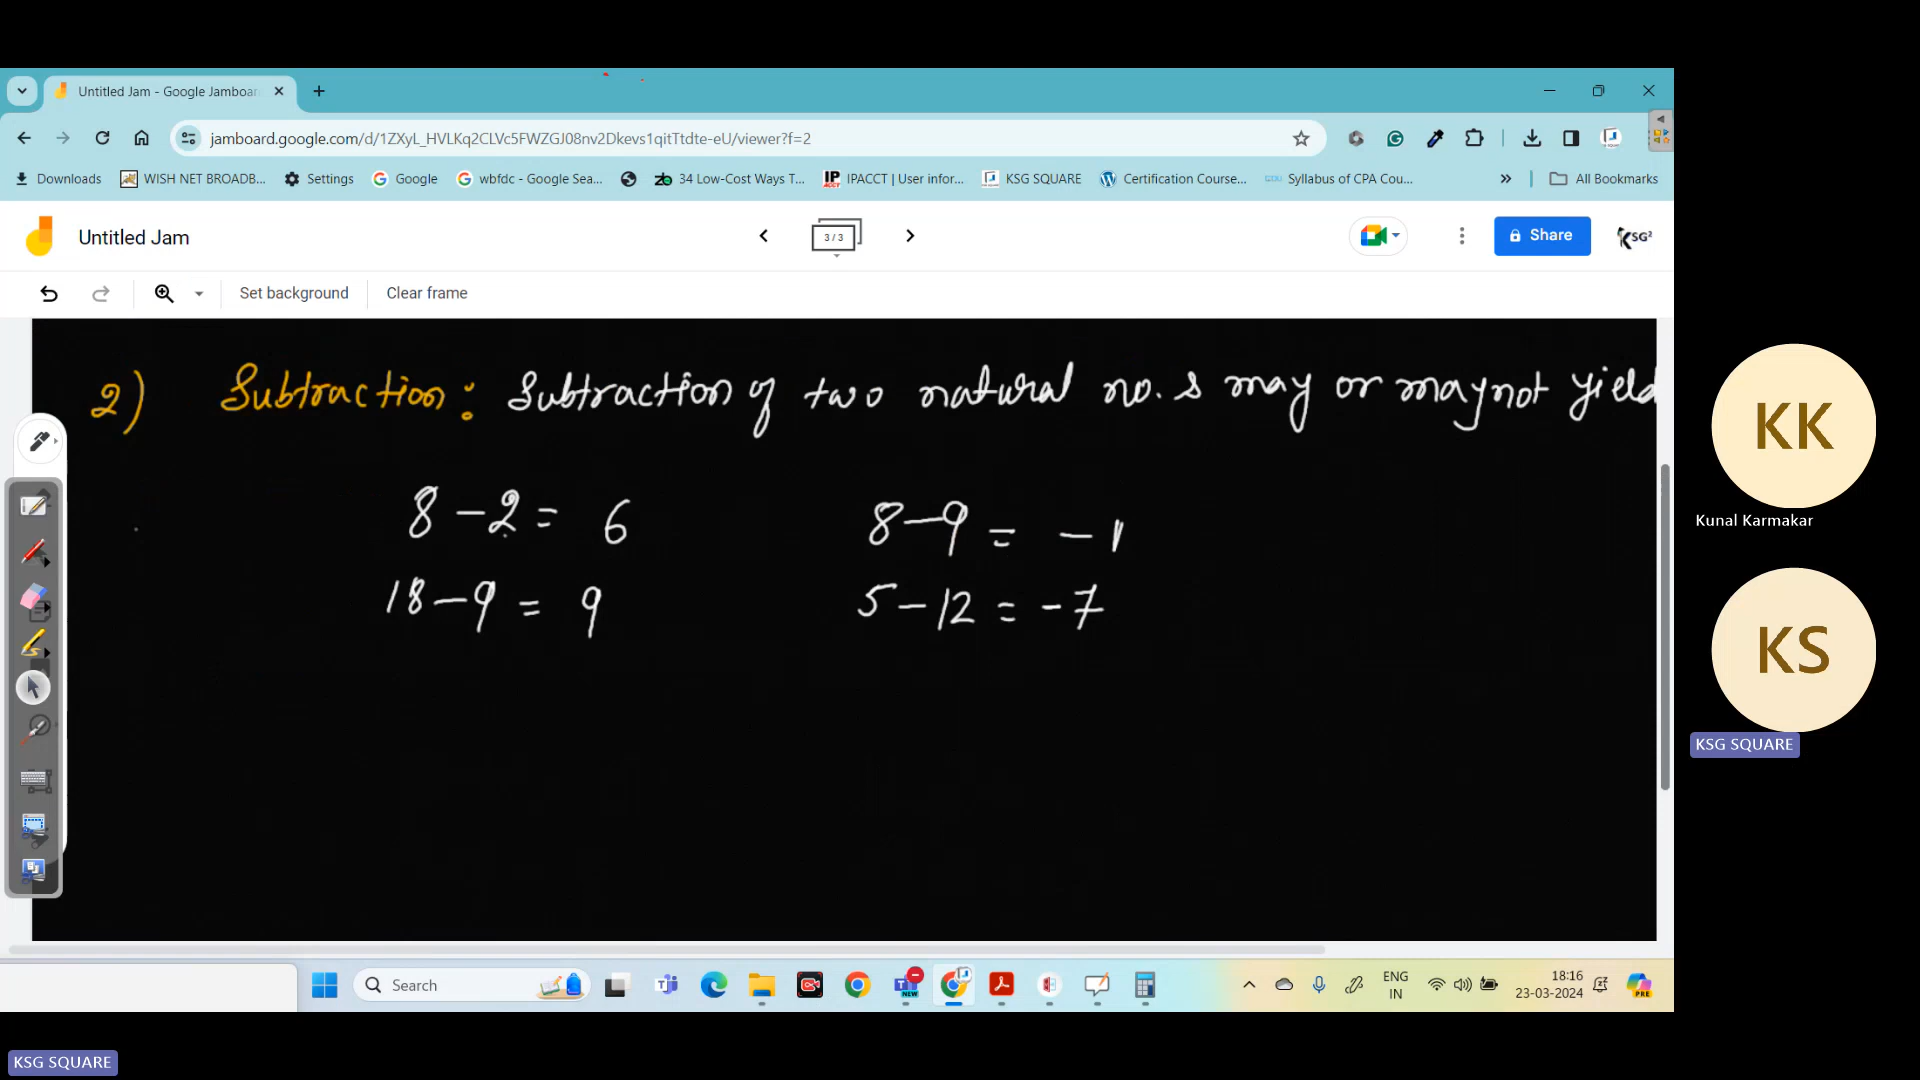 Untitled Jam - Google Jamboar
jamboard.google.com/d/1ZXyL_HVLKq2CLVc5FWZGJ08nv2Dkevs1qitTtdte-eU/viewer?f=2
Downloads WISH NET BROADB... Settings Google wbfdc - Google Sea... 34 Low-Cost Ways T... IPACCT | User infor... KSG SQUARE Certification Course... Syllabus of CPA Cou... » All Bookmarks
Untitled Jam 3 / 3 Share KSG²
Set background Clear frame
2) Subtraction: Subtraction of two natural no.s may or maynot yield
8 - 2 = 6 8 - 9 = - 1
18 - 9 = 9 5 - 12 = - 7
KK
Kunal Karmakar
KS
KSG SQUARE
Search ENG IN 18:16 23-03-2024
KSG SQUARE